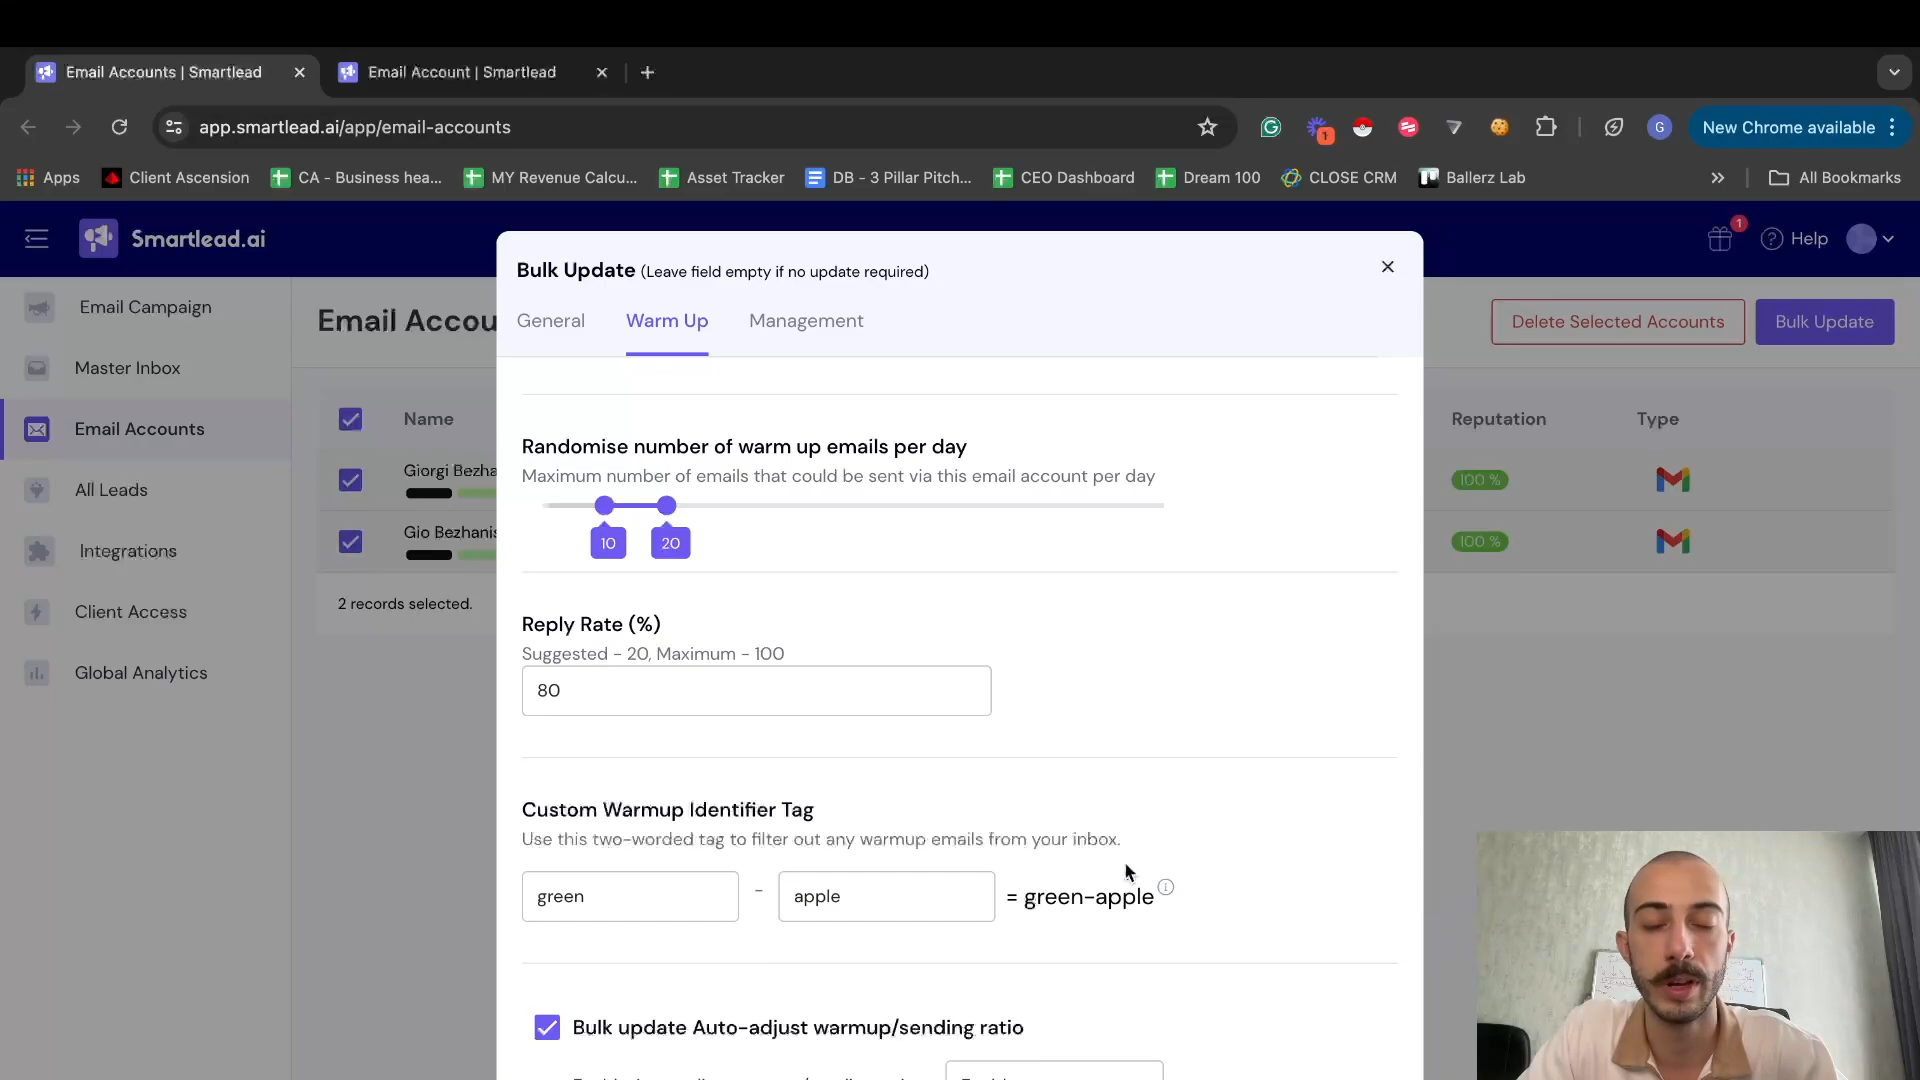 Email Accounts | Smartlead
Email Account | Smartlead
app.smartlead.ai/app/email-accounts
1
G
New Chrome available
Apps
Client Ascension
CA - Business hea...
MY Revenue Calcu...
Asset Tracker
DB - 3 Pillar Pitch...
CEO Dashboard
Dream 100
CLOSE CRM
Ballerz Lab
All Bookmarks
Smartlead.ai
1
Help
Email Campaign
Master Inbox
Email Accounts
All Leads
Integrations
Client Access
Global Analytics
Email Accou
Delete Selected Accounts
Bulk Update
Name
Reputation
Type
Giorgi Bezha
100 %
Gio Bezhanis
100 %
2 records selected.
Bulk Update (Leave field empty if no update required)
General
Warm Up
Management
Randomise number of warm up emails per day
Maximum number of emails that could be sent via this email account per day
10
20
Reply Rate (%)
Suggested - 20, Maximum - 100
80
Custom Warmup Identifier Tag
Use this two-worded tag to filter out any warmup emails from your inbox.
green - apple = green-apple
Bulk update Auto-adjust warmup/sending ratio